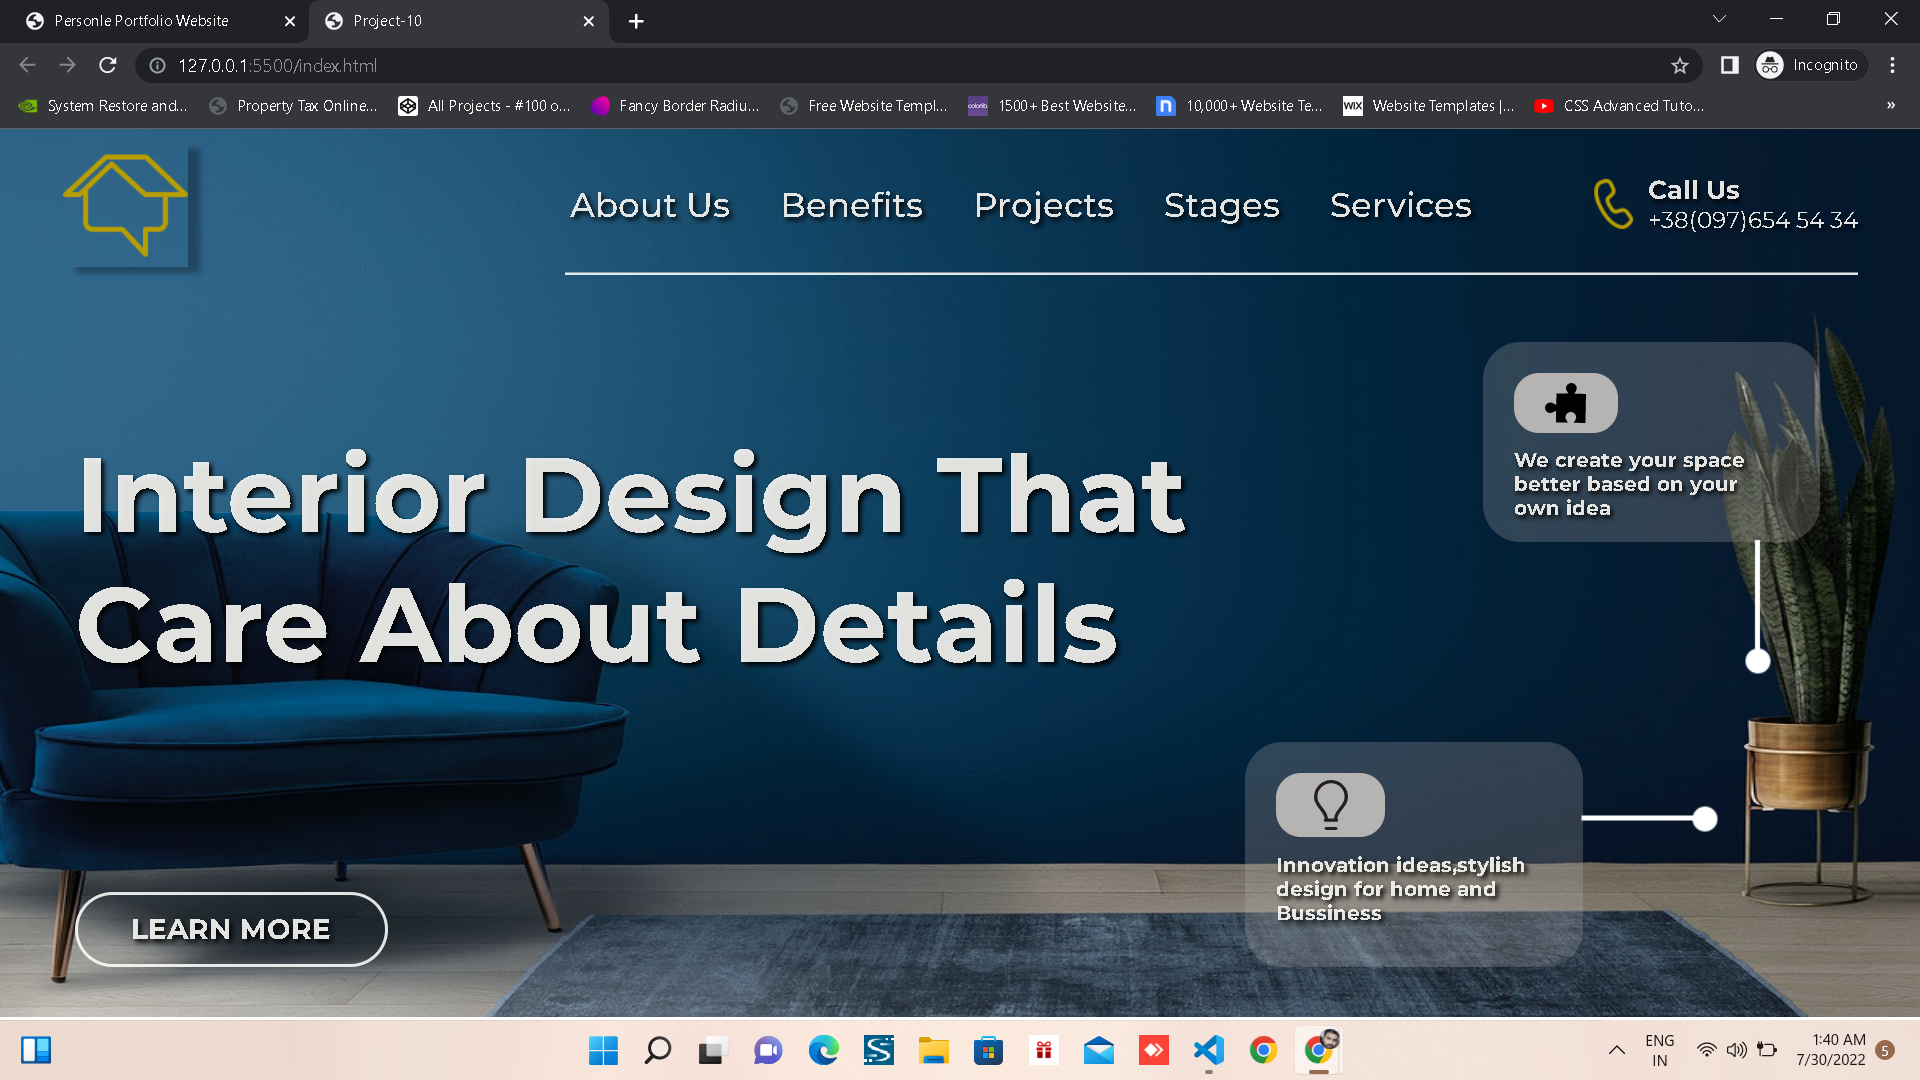 Personle Portfolio Website
Project-10
127.0.0.1:5500/index.html
Incognito
System Restore and...
Property Tax Online...
All Projects - #100 o...
Fancy Border Radiu...
Free Website Templ...
colorlib
1500+ Best Website...
n
10,000+ Website Te...
WIX
Website Templates |...
CSS Advanced Tuto...
»
About Us
Benefits
Projects
Stages
Services
Call Us
+38(097)654 54 34
We create your space
better based on your
own idea
Interior Design That
Care About Details
Innovation ideas,stylish
design for home and
Bussiness
LEARN MORE
S
ENG
IN
1:40 AM
7/30/2022
5